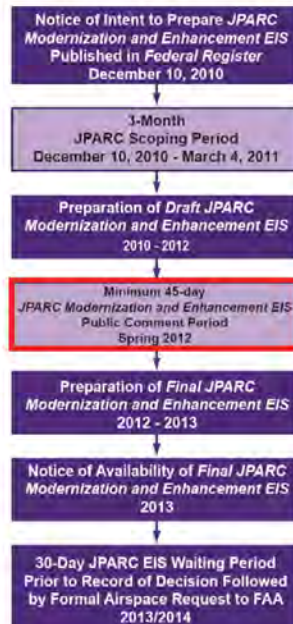 Notice of Intent to Prepare JPARC
Modernization and Enhancement EIS
Published in Federal Register
December 10, 2010
3-Month
JPARC Scoping Period
December 10, 2010 - March 4, 2011
Preparation of Draft JPARC
Modernization and Enhancement EIS
2010 - 2012
Minimum 45-day
JPARC Modernization and Enhancement EIS
Public Comment Period
Spring 2012
Preparation of Final JPARC
Modernization and Enhancement EIS
2012 - 2013
Notice of Availability of Final JPARC
Modernization and Enhancement EIS
2013
30-Day JPARC EIS Waiting Period
Prior to Record of Decision Followed
by Formal Airspace Request to FAA
2013/2014